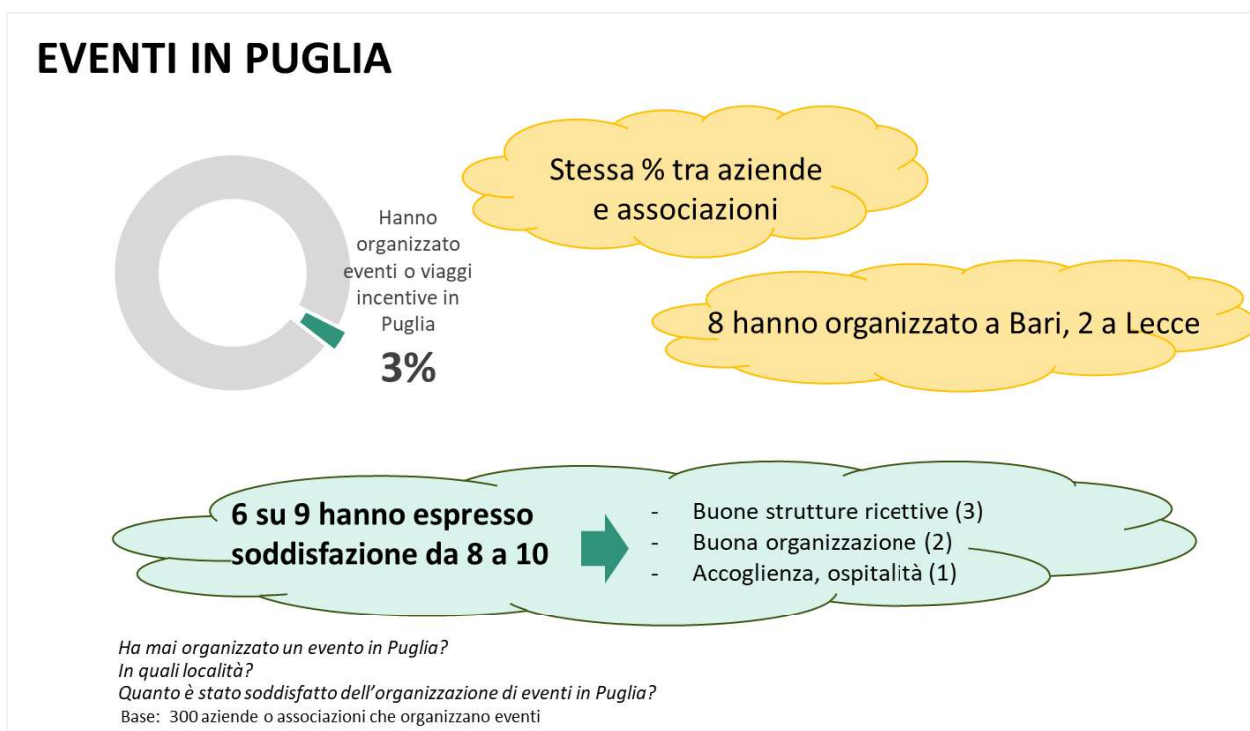 EVENTI IN PUGLIA
Hanno
organizzato
eventi o viaggi
incentive in
Puglia
3%
Stessa % tra aziende
e associazioni
8 hanno organizzato a Bari, 2 a Lecce
6 su 9 hanno espresso
soddisfazione da 8 a 10
- Buone strutture ricettive (3)
- Buona organizzazione (2)
- Accoglienza, ospitalità (1)
Ha mai organizzato un evento in Puglia?
In quali località?
Quanto è stato soddisfatto dell’organizzazione di eventi in Puglia?
Base: 300 aziende o associazioni che organizzano eventi